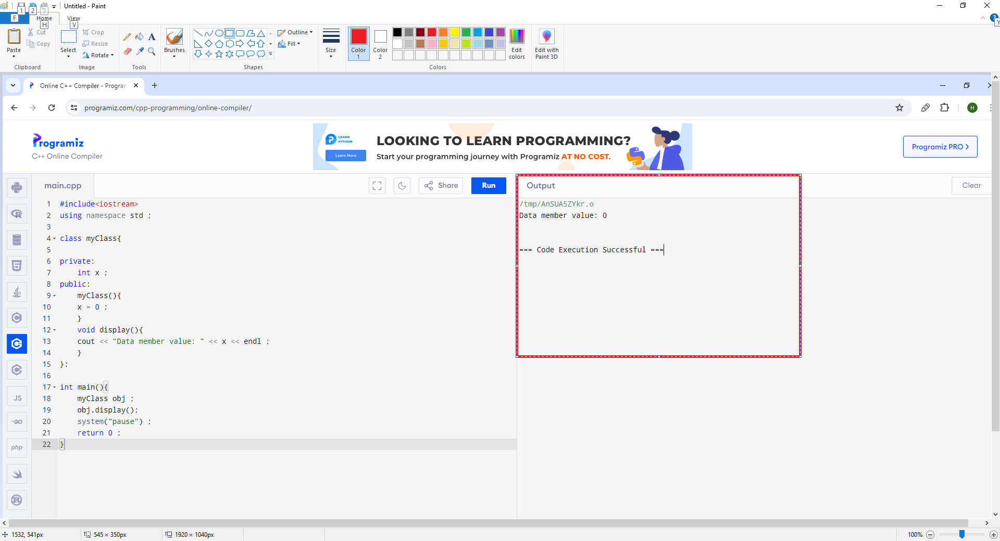 Untitled - Paint
1 2 3
F Home View
H V Y
Paste
Cut
Copy
Clipboard
Select
Crop
Resize
Rotate
Image
A
Tools
Brushes
Shapes
Outline
Fill
Size
Color 1
Color 2
Edit colors
Colors
Edit with Paint 3D
Online C++ Compiler - Program
programiz.com/cpp-programming/online-compiler/
H
Programiz
C++ Online Compiler
LEARN PYTHON
Learn More
LOOKING TO LEARN PROGRAMMING?
Start your programming journey with Programiz AT NO COST.
Programiz PRO
main.cpp
Share
Run
Output
Clear
1 #include<iostream>
2 using namespace std ;
3
4 class myClass{
5
6 private:
7 int x ;
8 public:
9 myClass(){
10 x = 0 ;
11 }
12 void display(){
13 cout << "Data member value: " << x << endl ;
14 }
15 };
16
17 int main(){
18 myClass obj ;
19 obj.display();
20 system("pause") ;
21 return 0 ;
22 }
/tmp/AnSUA5ZYkr.o
Data member value: 0
=== Code Execution Successful ===
JS
GO
php
1532, 541px
545 × 350px
1920 × 1040px
100%